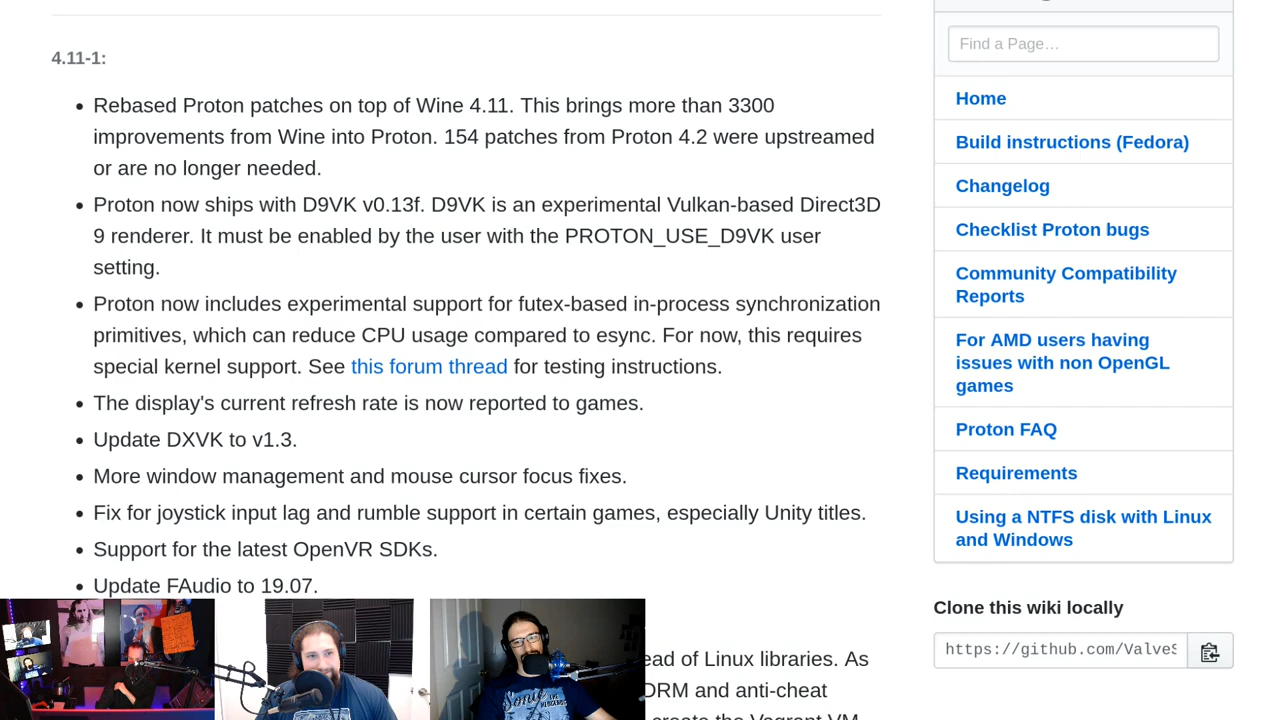 4.11-1:
• Rebased Proton patches on top of Wine 4.11. This brings more than 3300
improvements from Wine into Proton. 154 patches from Proton 4.2 were upstreamed
or are no longer needed.
• Proton now ships with D9VK v0.13f. D9VK is an experimental Vulkan-based Direct3D
9 renderer. It must be enabled by the user with the PROTON_USE_D9VK user
setting.
• Proton now includes experimental support for futex-based in-process synchronization
primitives, which can reduce CPU usage compared to esync. For now, this requires
special kernel support. See this forum thread for testing instructions.
• The display's current refresh rate is now reported to games.
• Update DXVK to v1.3.
• More window management and mouse cursor focus fixes.
• Fix for joystick input lag and rumble support in certain games, especially Unity titles.
• Support for the latest OpenVR SDKs.
• Update FAudio to 19.07.
of Linux libraries. As
and anti-cheat
create the Vagrant VM
Find a Page…
Home
Build instructions (Fedora)
Changelog
Checklist Proton bugs
Community Compatibility
Reports
For AMD users having
issues with non OpenGL
games
Proton FAQ
Requirements
Using a NTFS disk with Linux
and Windows
Clone this wiki locally
https://github.com/ValveS